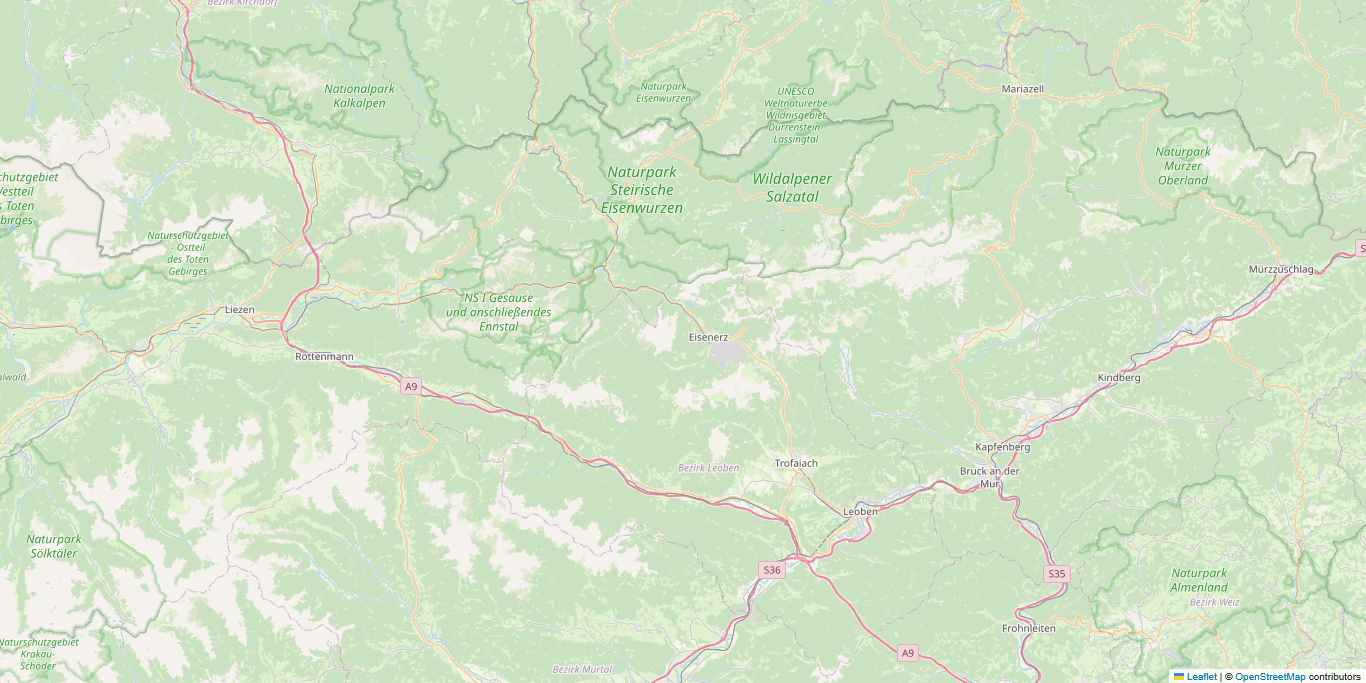 Bezirk Kirchdorf
Nationalpark
Kalkalpen
Naturpark
Eisenwurzen
UNESCO
Weltnaturerbe
Wildnisgebiet
Dürrenstein-
Lassingtal
Mariazell
Naturpark
Mürzer
Oberland
Naturpark
Steirische
Eisenwurzen
Wildalpener
Salzatal
schutzgebiet
Westteil
s Toten
birges
Naturschutzgebiet
- Ostteil
des Toten
Gebirges
S
Mürzzuschlag
NS I Gesäuse
und anschließendes
Ennstal
Liezen
Rottenmann
Eisenerz
alwald
A9
Kindberg
Kapfenberg
Bruck an der
Mur
Trofaiach
Bezirk Leoben
Leoben
Naturpark
Sölktäler
S36
S35
Naturpark
Almenland
Bezirk Weiz
Frohnleiten
Naturschutzgebiet
Krakau-
Schöder
A9
Bezirk Murtal
Leaflet | © OpenStreetMap contributors